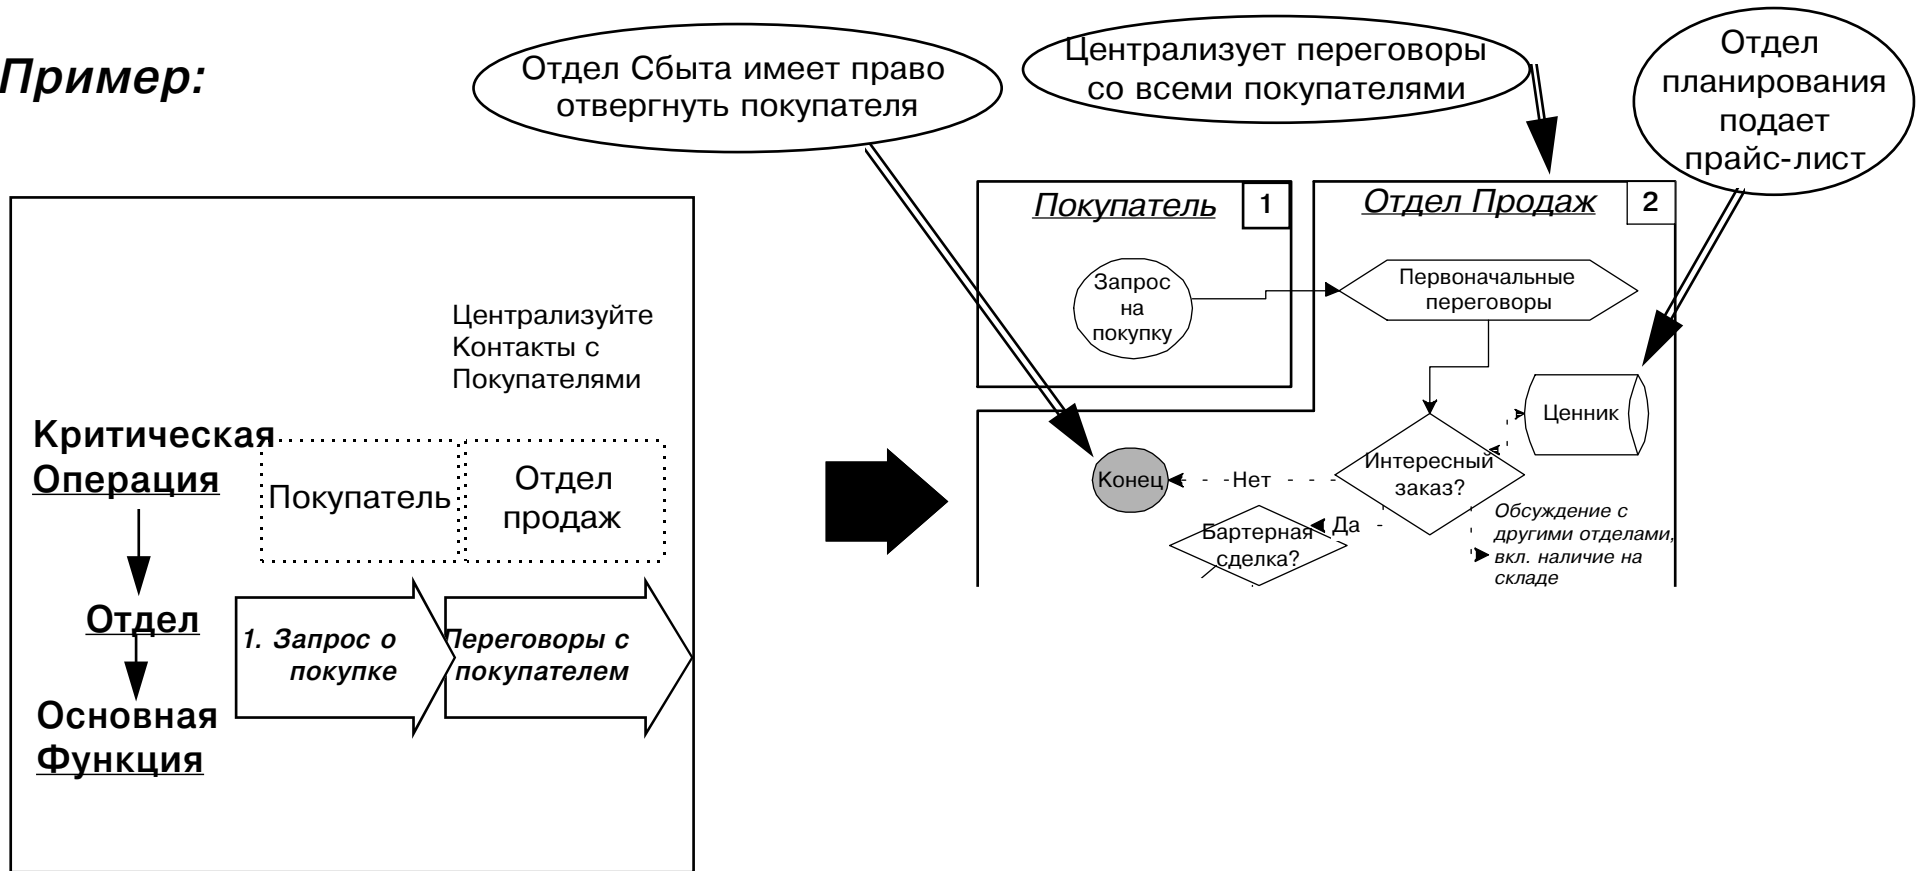 Пример:
Отдел Сбыта имеет право
отвергнуть покупателя
Централизует переговоры
со всеми покупателями
Отдел
планирования
подает
прайс-лист
Централизуйте
Контакты с
Покупателями
Критическая
Операция
Покупатель
Отдел
продаж
Отдел
1. Запрос о
покупке
Переговоры с
покупателем
Основная
Функция
Покупатель
1
Отдел Продаж
2
Запрос
на
покупку
Первоначальные
переговоры
Ценник
Интересный
заказ?
Конец
Нет
Да
Бартерная
сделка?
Обсуждение с
другими отделами,
вкл. наличие на
складе